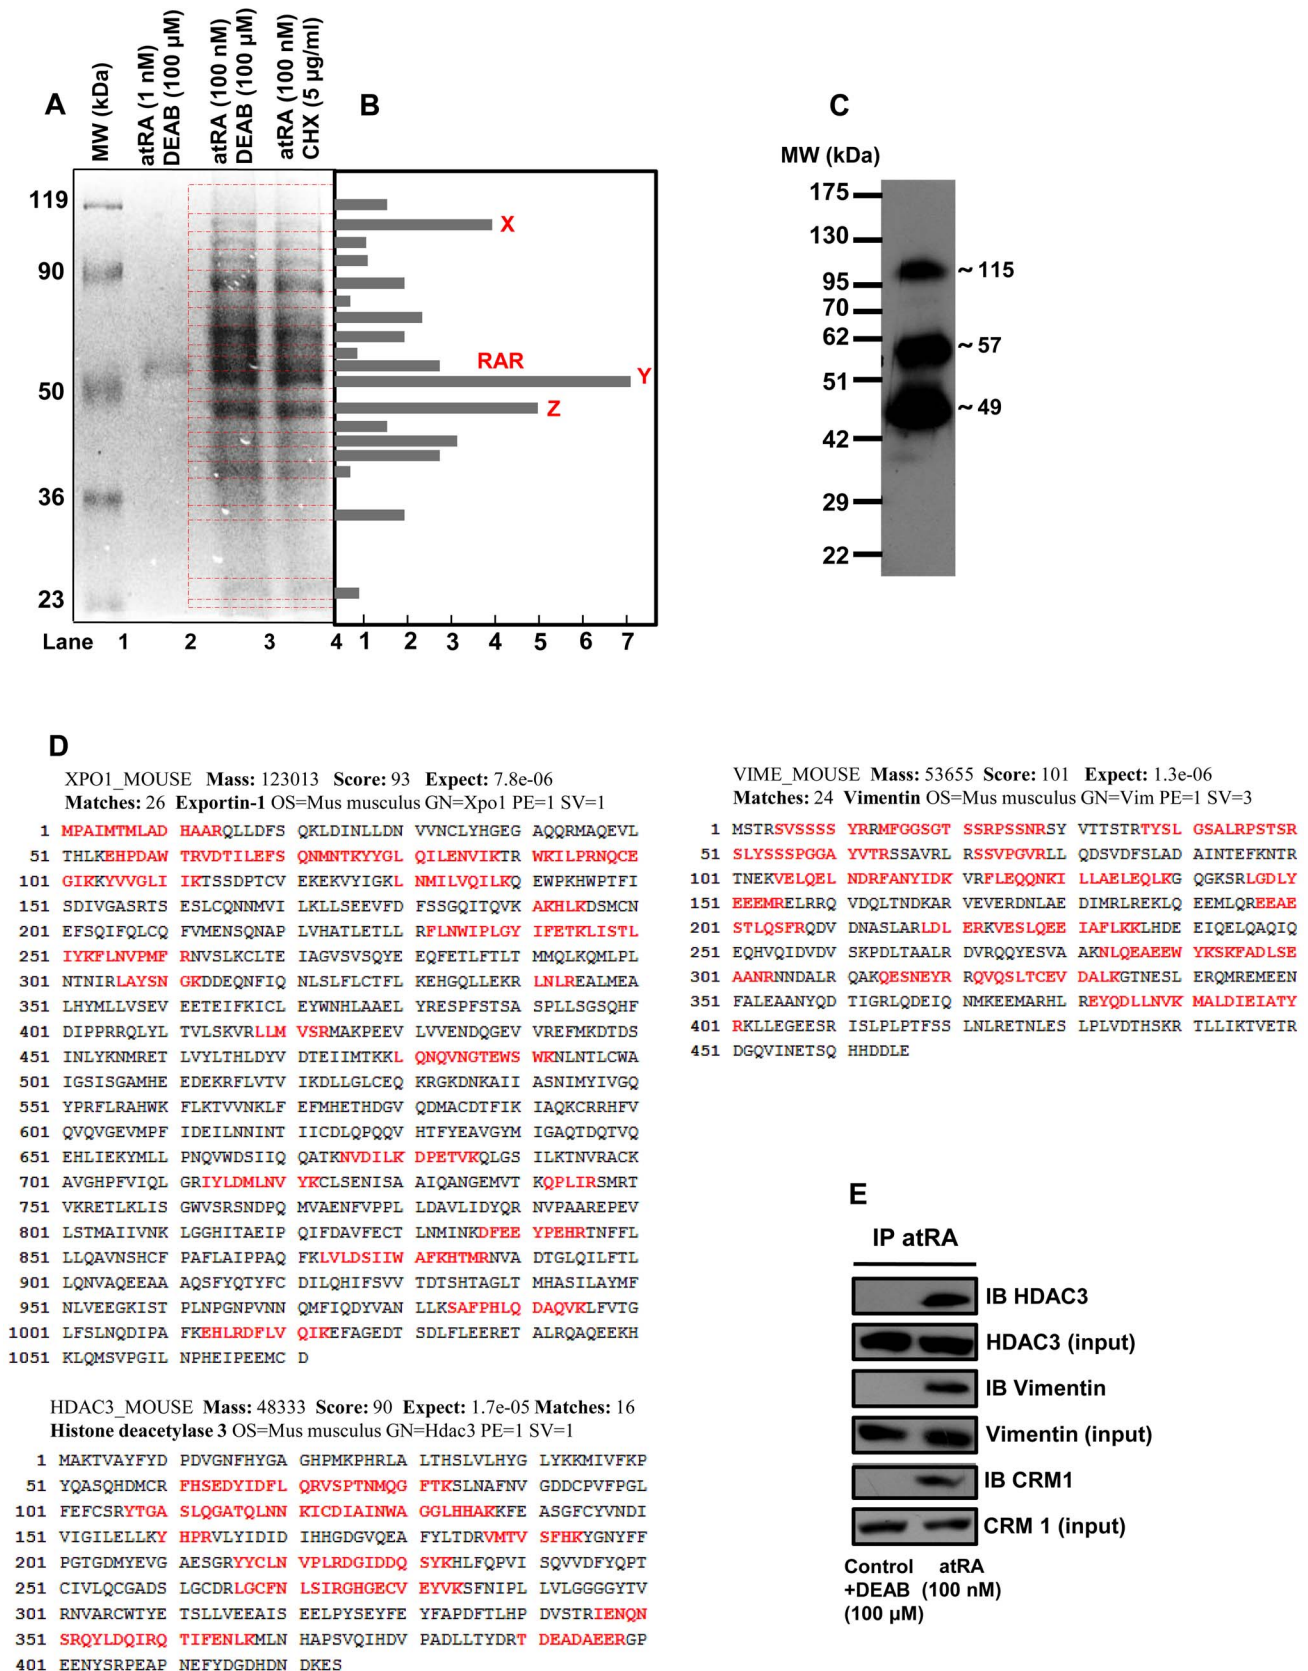 A
MW (kDa)
atRA (1 nM)
DEAB (100 µM)
atRA (100 nM)
DEAB (100 µM)
atRA (100 nM)
CHX (5 µg/ml)
119
90
50
36
23
Lane 1 2 3 4
B
X
RAR
Y
Z
1 2 3 4 5 6 7
C
MW (kDa)
175
130
95
70
62
51
42
29
22
~ 115
~ 57
~ 49
D
XPO1_MOUSE Mass: 123013 Score: 93 Expect: 7.8e-06
Matches: 26 Exportin-1 OS=Mus musculus GN=Xpo1 PE=1 SV=1
1 MPAIMTMLAD HAARQLLDFS QKLDINLLDN VVNCLYHGEG AQQRMAQEVL
51 THLKEHPDAW TRVDTILEFS QNMNTKYYGL QILENVIKTR WKILPRNQCE
101 GIKKYVVGLI IKTSSDPTCV EKEKVYIGKL NMILVQILKQ EWPKHWPTFI
151 SDIVGASRTS ESLCQNNMVI LKLLSEEVFD FSSGQITQVK AKHLKDSMCN
201 EFSQIFQLCQ FVMENSQNAP LVHATLETLL RFLNWIPLGY IFETKLISTL
251 IYKFLNVPMF RNVSLKCLTE IAGVSVSQYE EQFETLFTLT MMQLKQMLPL
301 NTNIRLAYSN GKDDEQNFIQ NLSLFLCTFL KEHGQLLEKR LNLREALMEA
351 LHYMLLVSEV EETEIFKICL EYWNHLAAEL YRESPFSTSA SPLLSGSQHF
401 DIPPRRQLYL TVLSKVRLLM VSRMAKPEEV LVVENDQGEV VREFMKDTDS
451 INLYKNMRET LVYLTHLDYV DTEIIMTKKL QNQVNGTEWS WKNLNTLCWA
501 IGSISGAMHE EDEKRFLVTV IKDLLGLCEQ KRGKDNKAII ASNIMYIVGQ
551 YPRFLRAHWK FLKTVVNKLF EFMHETHDGV QDMACDTFIK IAQKCRRHFV
601 QVQVGEVMPF IDEILNNINT IICDLQPQQV HTFYEAVGYM IGAQTDQTVQ
651 EHLIEKYMLL PNQVWDSIIQ QATKNVDILK DPETVKQLGS ILKTNVRACK
701 AVGHPFVIQL GRIYLDMLNV YKCLSENISA AIQANGEMVT KQPLIRSMRT
751 VKRETLKLIS GWVSRSNDPQ MVAENFVPPL LDAVLIDYQR NVPAAREPEV
801 LSTMAIIVNK LGGHITAEIP QIFDAVFECT LNMINKDFEE YPEHRTNFFL
851 LLQAVNSHCF PAFLAIPPAQ FKLVLDSIIW AFKHTMRNVA DTGLQILFTL
901 LQNVAQEEAA AQSFYQTYFC DILQHIFSVV TDTSHTAGLT MHASILAYMF
951 NLVEEGKIST PLNPGNPVNN QMFIQDYVAN LLKSAFPHLQ DAQVKLFVTG
1001 LFSLNQDIPA FKEHLRDFLV QIKEFAGEDT SDLFLEERET ALRQAQEEKH
1051 KLQMSVPGIL NPHEIPEEMC D
HDAC3_MOUSE Mass: 48333 Score: 90 Expect: 1.7e-05 Matches: 16
Histone deacetylase 3 OS=Mus musculus GN=Hdac3 PE=1 SV=1
1 MAKTVAYFYD PDVGNFHYGA GHPMKPHRLA LTHSLVLHYG LYKKMIVFKP
51 YQASQHDMCR FHSEDYIDFL QRVSPTNMQG FTKSLNAFNV GDDCPVFPGL
101 FEFCSRYTGA SLQGATQLNN KICDIAINWA GGLHHAKKFE ASGFCYVNDI
151 VIGILELLKY HPRVLYIDID IHHGDGVQEA FYLTDRVMTV SFHKYGNYFF
201 PGTGDMYEVG AESGRYYCLN VPLRDGIDDQ SYKHLFQPVI SQVVDFYQPT
251 CIVLQCGADS LGCDRLGCFN LSIRGHGECV EYVKSFNIPL LVLGGGGYTV
301 RNVARCWTYE TSLLVEEAIS EELPYSEYFE YFAPDFTLHP DVSTRIENQN
351 SRQYLDQIRQ TIFENLKMLN HAPSVQIHDV PADLLTYDRT DEADAEERGP
401 EENYSRPEAP NEFYDGDHDN DKES
VIME_MOUSE Mass: 53655 Score: 101 Expect: 1.3e-06
Matches: 24 Vimentin OS=Mus musculus GN=Vim PE=1 SV=3
1 MSTRSVSSSS YRRMFGGSGT SSRPSSNRSY VTTSTRTYSL GSALRPSTSR
51 SLYSSSPGGA YVTRSSAVRL RSSVPGVRLL QDSVDFSLAD AINTEFKNTR
101 TNEKVELQEL NDRFANYIDK VRFLEQQNKI LLAELEQLKG QGKSRLGDLY
151 EEEMRELRRQ VDQLTNDKAR VEVERDNLAE DIMRLREKLQ EEMLQREEAE
201 STLQSFRQDV DNASLARLDL ERKVESLQEE IAFLKKLHDE EIQELQAQIQ
251 EQHVQIDVDV SKPDLTAALR DVRQQYESVA AKNLQEAEEW YKSKFADLSE
301 AANRNNDALR QAKQESNEYR RQVQSLTCEV DALKGTNESL ERQMREMEEN
351 FALEAANYQD TIGRLQDEIQ NMKEEMARHL REYQDLLNVK MALDIEIATY
401 RKLLEGEESR ISLPLPTFSS LNLRETNLES LPLVDTHSKR TLLIKTVETR
451 DGQVINETSQ HHDDLE
E
IP atRA
IB HDAC3
HDAC3 (input)
IB Vimentin
Vimentin (input)
IB CRM1
CRM 1 (input)
Control
+DEAB
(100 µM)
atRA
(100 nM)